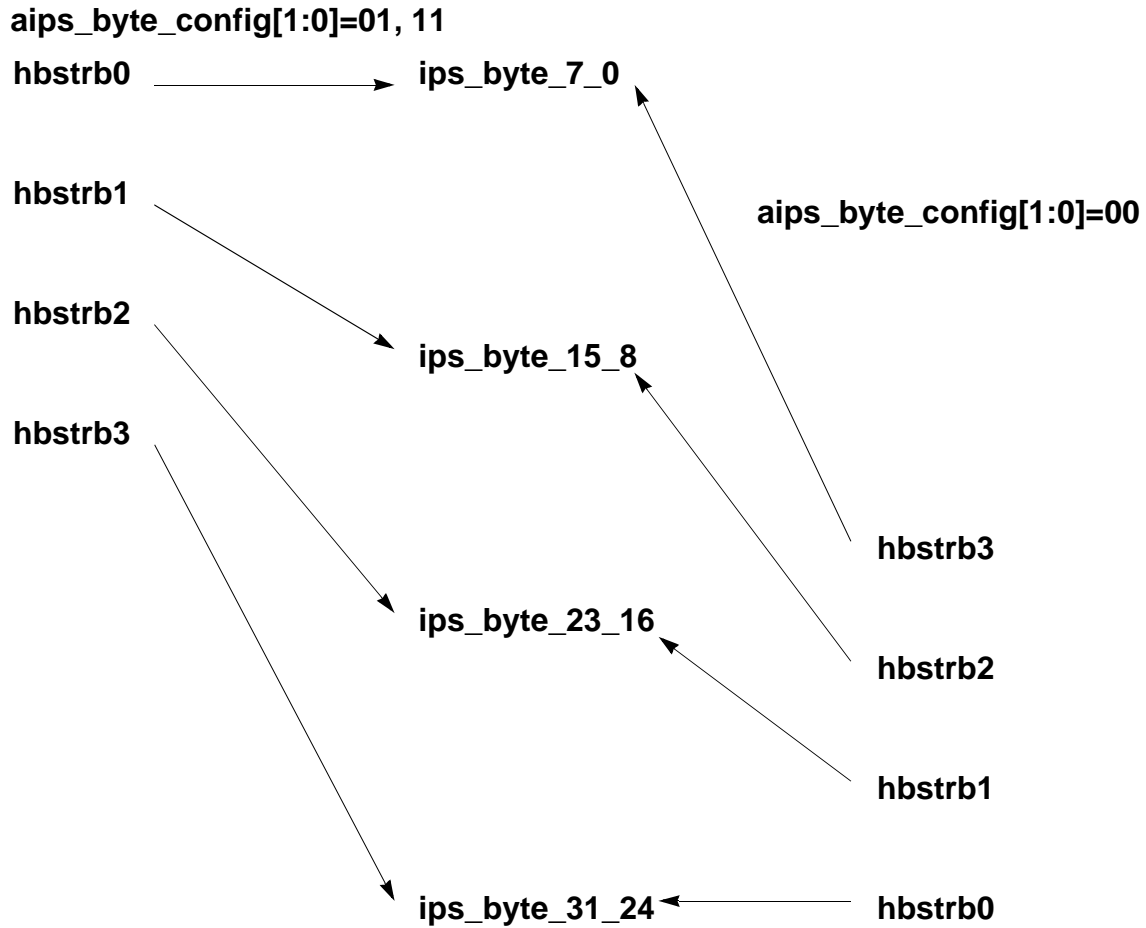 aips_byte_config[1:0]=01, 11
hbstrb0
ips_byte_7_0
hbstrb1
aips_byte_config[1:0]=00
hbstrb2
ips_byte_15_8
hbstrb3
hbstrb3
ips_byte_23_16
hbstrb2
hbstrb1
ips_byte_31_24
hbstrb0